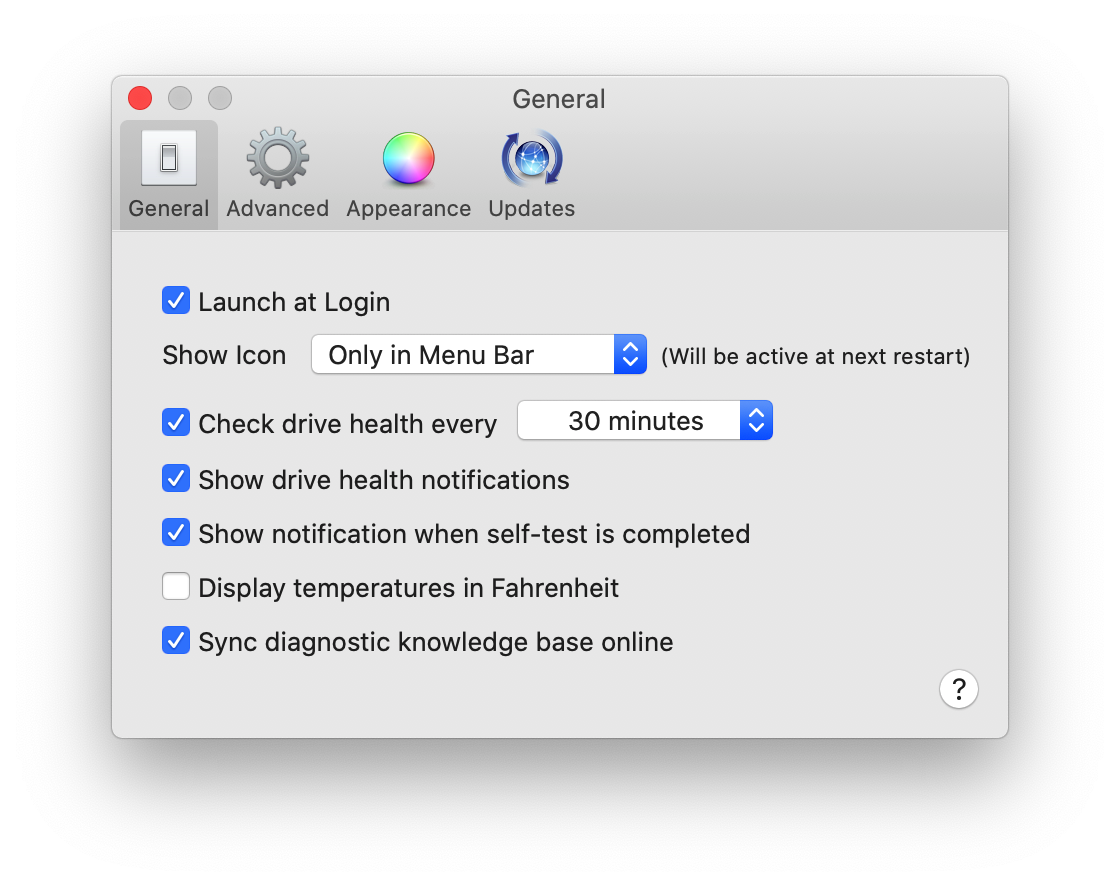 General
General Advanced Appearance Updates
Launch at Login
Show Icon Only in Menu Bar (Will be active at next restart)
Check drive health every 30 minutes
Show drive health notifications
Show notification when self-test is completed
Display temperatures in Fahrenheit
Sync diagnostic knowledge base online
?